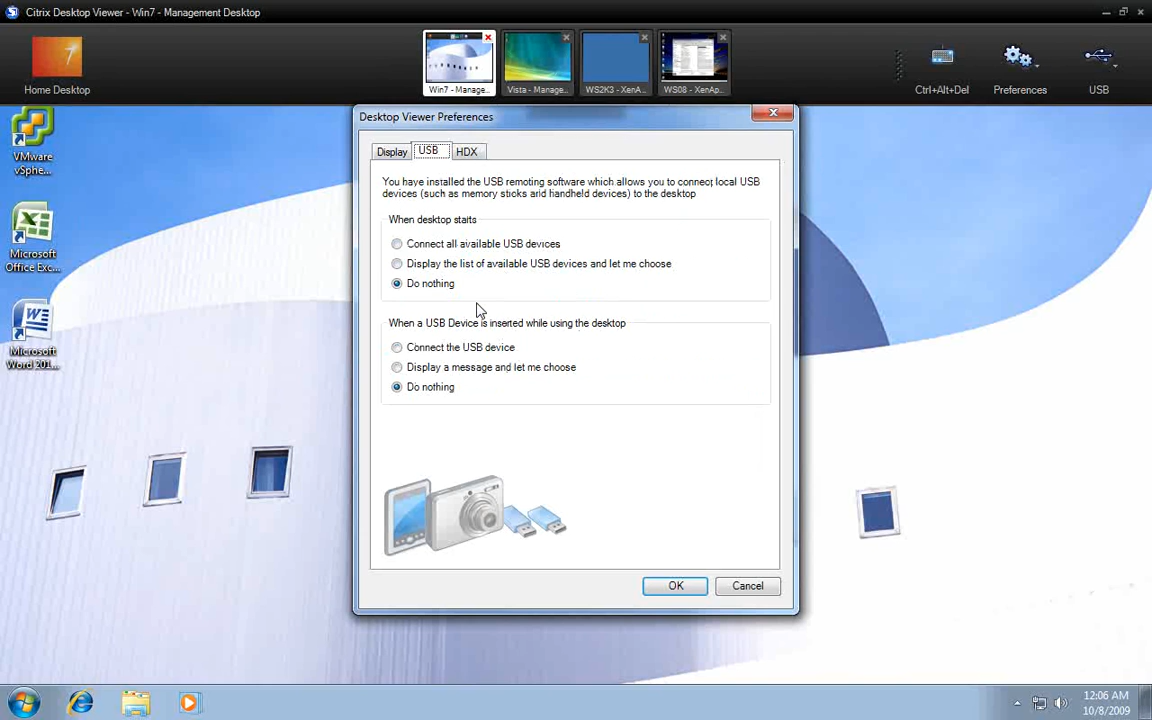 Citrix Desktop Viewer - Win7 - Management Desktop
Home Desktop
Win7 - Manage...
Vista - Manage...
WS2K3 - XenA...
WS08 - XenAp...
Ctrl+Alt+Del
Preferences
USB
VMware
vSphe...
Microsoft
Office Exc...
Microsoft
Word 201...
Desktop Viewer Preferences
Display
USB
HDX
You have installed the USB remoting software which allows you to connect local USB
devices (such as memory sticks and handheld devices) to the desktop
When desktop starts
Connect all available USB devices
Display the list of available USB devices and let me choose
Do nothing
When a USB Device is inserted while using the desktop
Connect the USB device
Display a message and let me choose
Do nothing
OK
Cancel
12:06 AM
10/8/2009